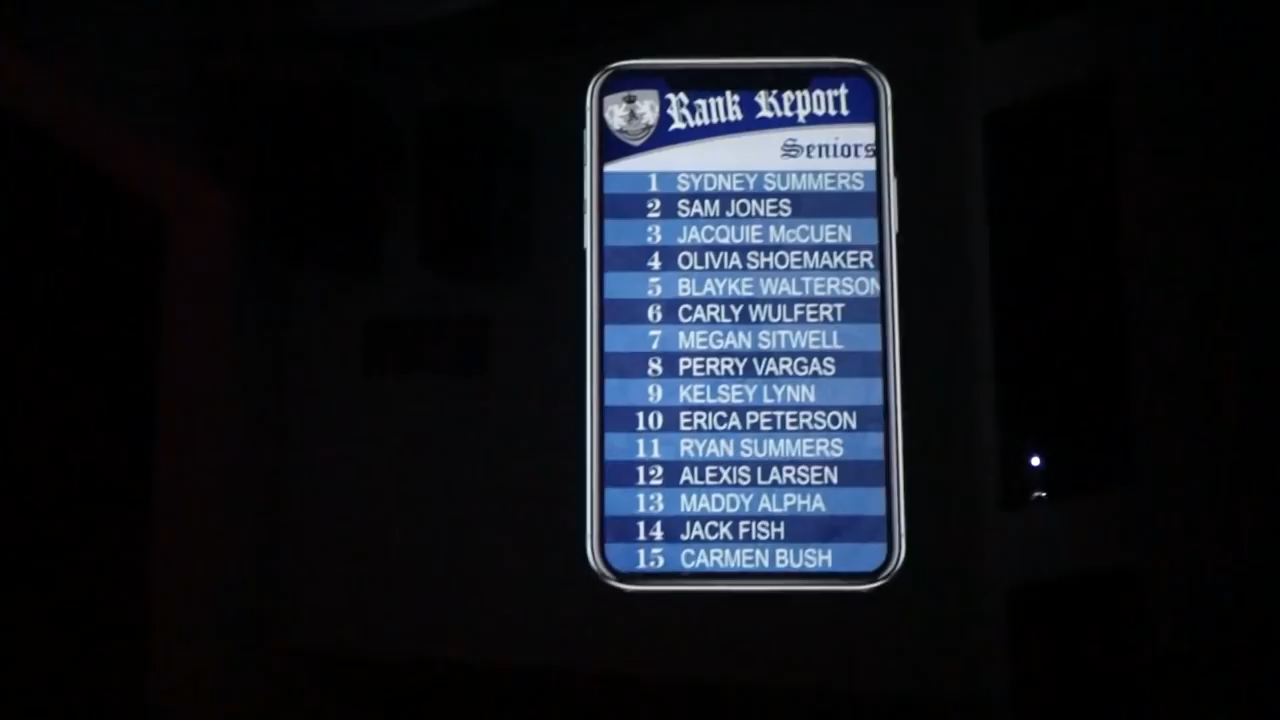 Rank Report
Seniors
1 SYDNEY SUMMERS
2 SAM JONES
3 JACQUIE McCUEN
4 OLIVIA SHOEMAKER
5 BLAYKE WALTERSON
6 CARLY WULFERT
7 MEGAN SITWELL
8 PERRY VARGAS
9 KELSEY LYNN
10 ERICA PETERSON
11 RYAN SUMMERS
12 ALEXIS LARSEN
13 MADDY ALPHA
14 JACK FISH
15 CARMEN BUSH